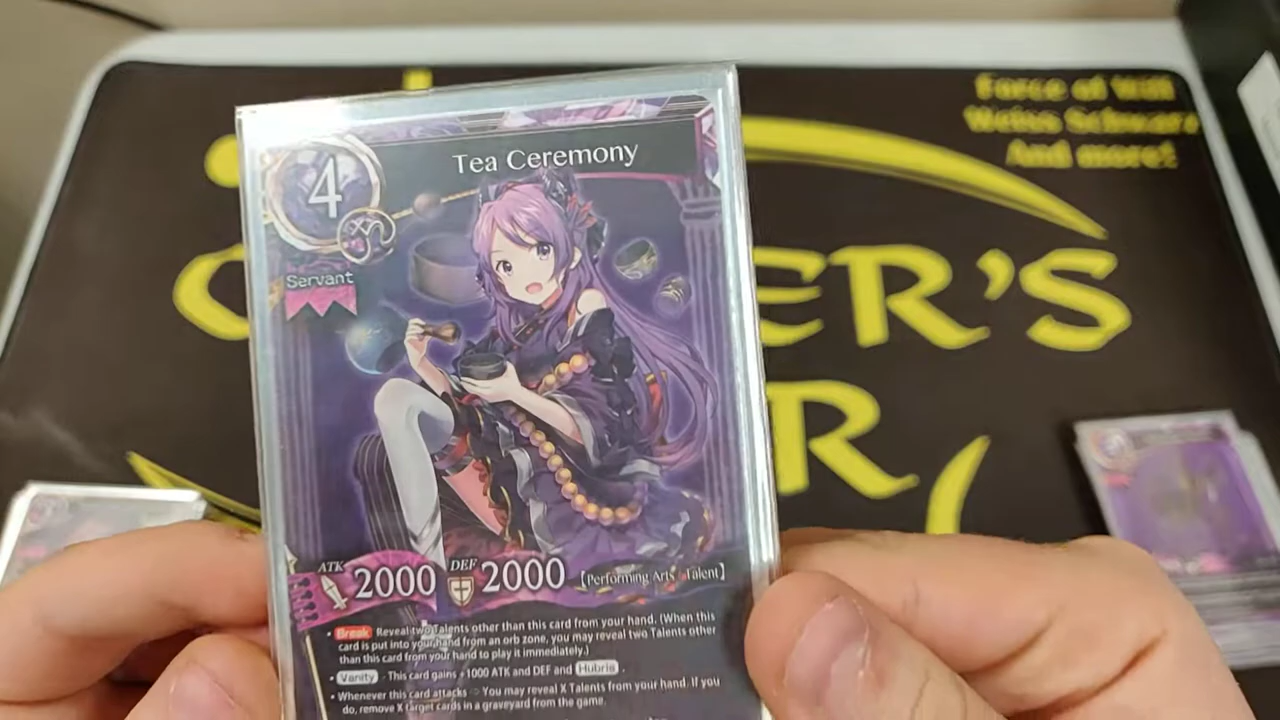 Force of Will
Weiss Schwarz
And more!
ER'S
R
4
Tea Ceremony
Servant
ATK 2000 DEF 2000 【Performing Arts / Talent】
• Break Reveal two Talents other than this card from your hand. (When this
card is put into your hand from an orb zone, you may reveal two Talents other
than this card from your hand to play it immediately.)
• Vanity - This card gains +1000 ATK and DEF and Hubris.
• Whenever this card attacks ⇒ You may reveal X Talents from your hand. If you
do, remove X target cards in a graveyard from the game.